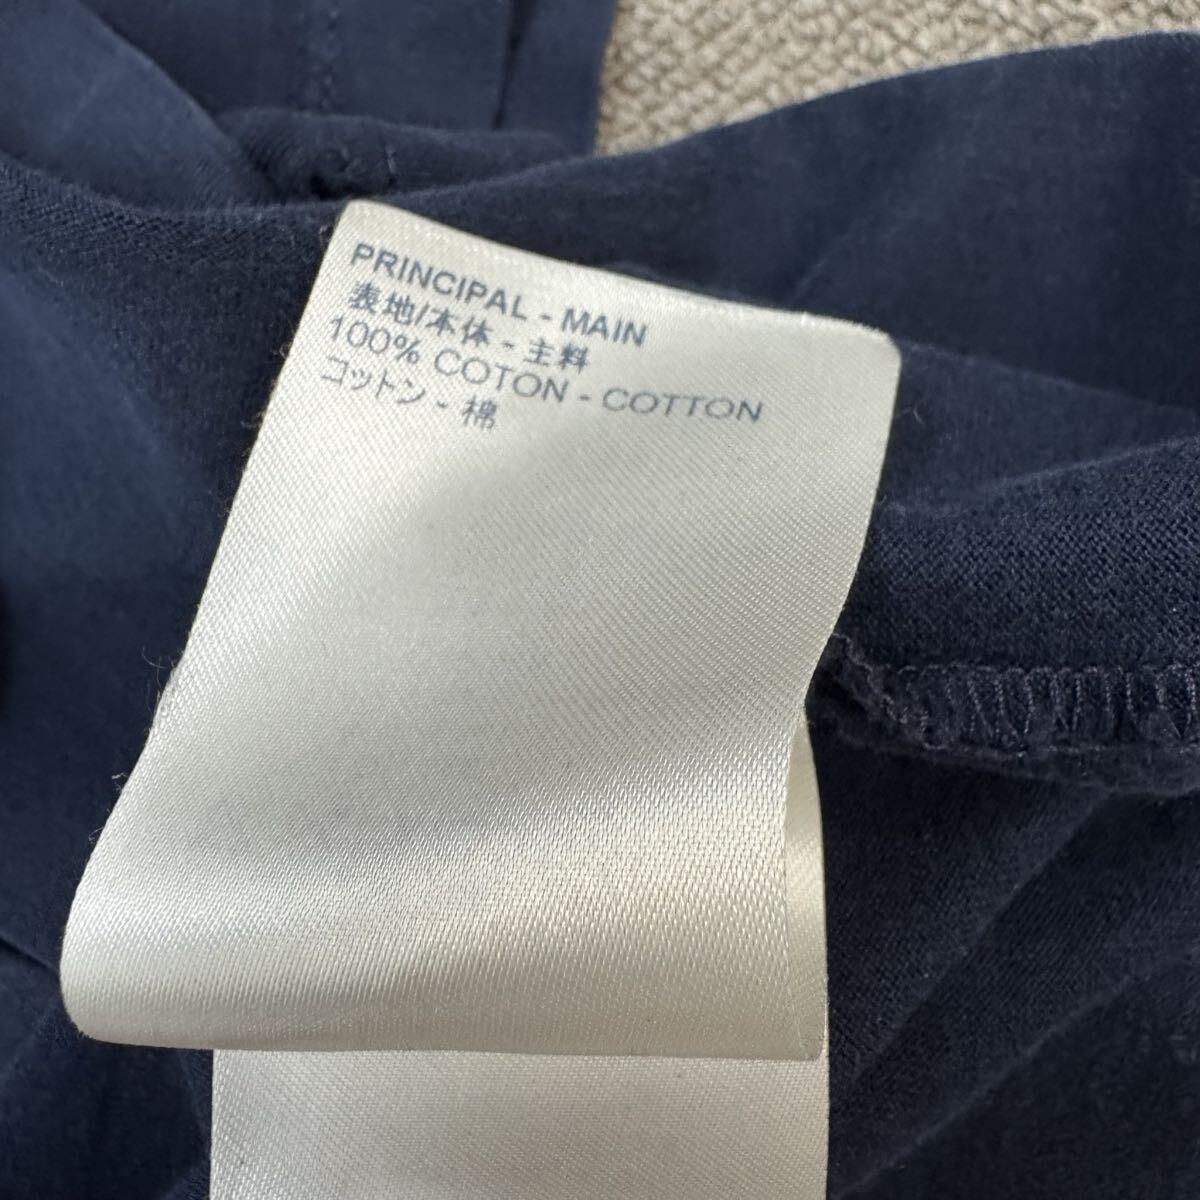 PRINCIPAL - MAIN
表地/本体 - 主料
100% COTON - COTTON
コットン - 棉